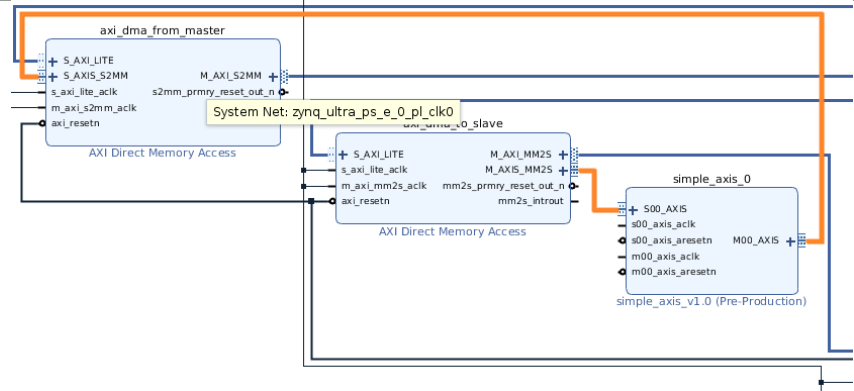 axi_dma_from_master
S_AXI_LITE
S_AXIS_S2MM
s_axi_lite_aclk
m_axi_s2mm_aclk
axi_resetn
M_AXI_S2MM
s2mm_prmry_reset_out_n
AXI Direct Memory Access
System Net: zynq_ultra_ps_e_0_pl_clk0
axi_dma_to_slave
S_AXI_LITE
s_axi_lite_aclk
m_axi_mm2s_aclk
axi_resetn
M_AXI_MM2S
M_AXIS_MM2S
mm2s_prmry_reset_out_n
mm2s_introut
AXI Direct Memory Access
simple_axis_0
S00_AXIS
s00_axis_aclk
s00_axis_aresetn
m00_axis_aclk
m00_axis_aresetn
M00_AXIS
simple_axis_v1.0 (Pre-Production)